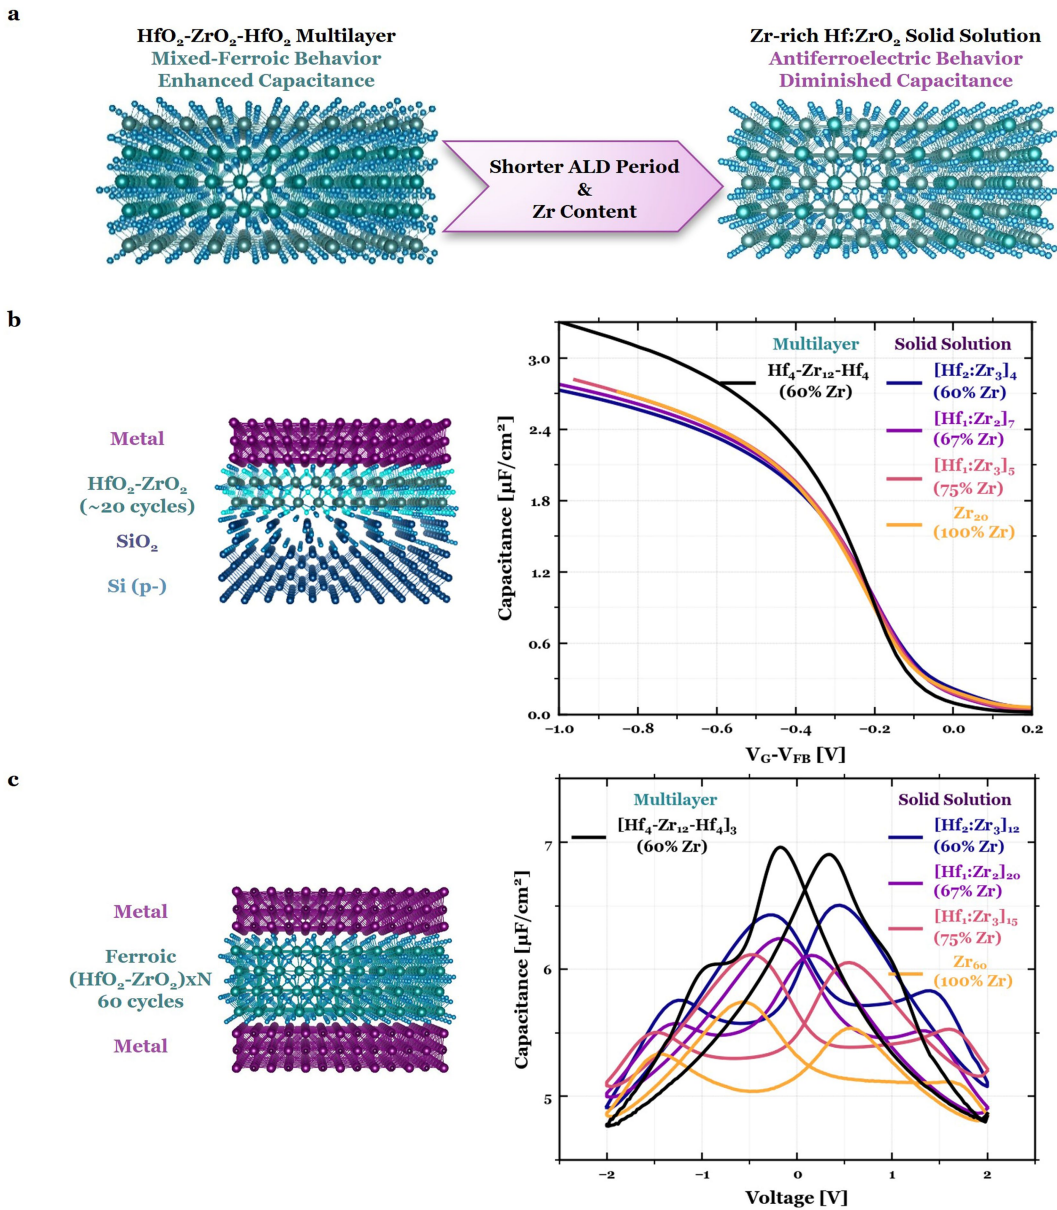 a
HfO₂-ZrO₂-HfO₂ Multilayer
Mixed-Ferroic Behavior
Enhanced Capacitance
Shorter ALD Period
&
Zr Content
Zr-rich Hf:ZrO₂ Solid Solution
Antiferroelectric Behavior
Diminished Capacitance
b
Metal
HfO₂-ZrO₂
(~20 cycles)
SiO₂
Si (p-)
Capacitance [µF/cm²]
3.0
2.4
1.8
1.2
0.6
0.0
Multilayer
Hf₄-Zr₁₂-Hf₄
(60% Zr)
Solid Solution
[Hf₂:Zr₃]₄
(60% Zr)
[Hf₁:Zr₂]₇
(67% Zr)
[Hf₁:Zr₃]₅
(75% Zr)
Zr₂₀
(100% Zr)
−1.0 −0.8 −0.6 −0.4 −0.2 0.0 0.2
V_G-V_FB [V]
c
Metal
Ferroic
(HfO₂-ZrO₂)xN
60 cycles
Metal
Capacitance [µF/cm²]
7
6
5
Multilayer
[Hf₄-Zr₁₂-Hf₄]₃
(60% Zr)
Solid Solution
[Hf₂:Zr₃]₁₂
(60% Zr)
[Hf₁:Zr₂]₂₀
(67% Zr)
[Hf₁:Zr₃]₁₅
(75% Zr)
Zr₆₀
(100% Zr)
−2 −1 0 1 2
Voltage [V]